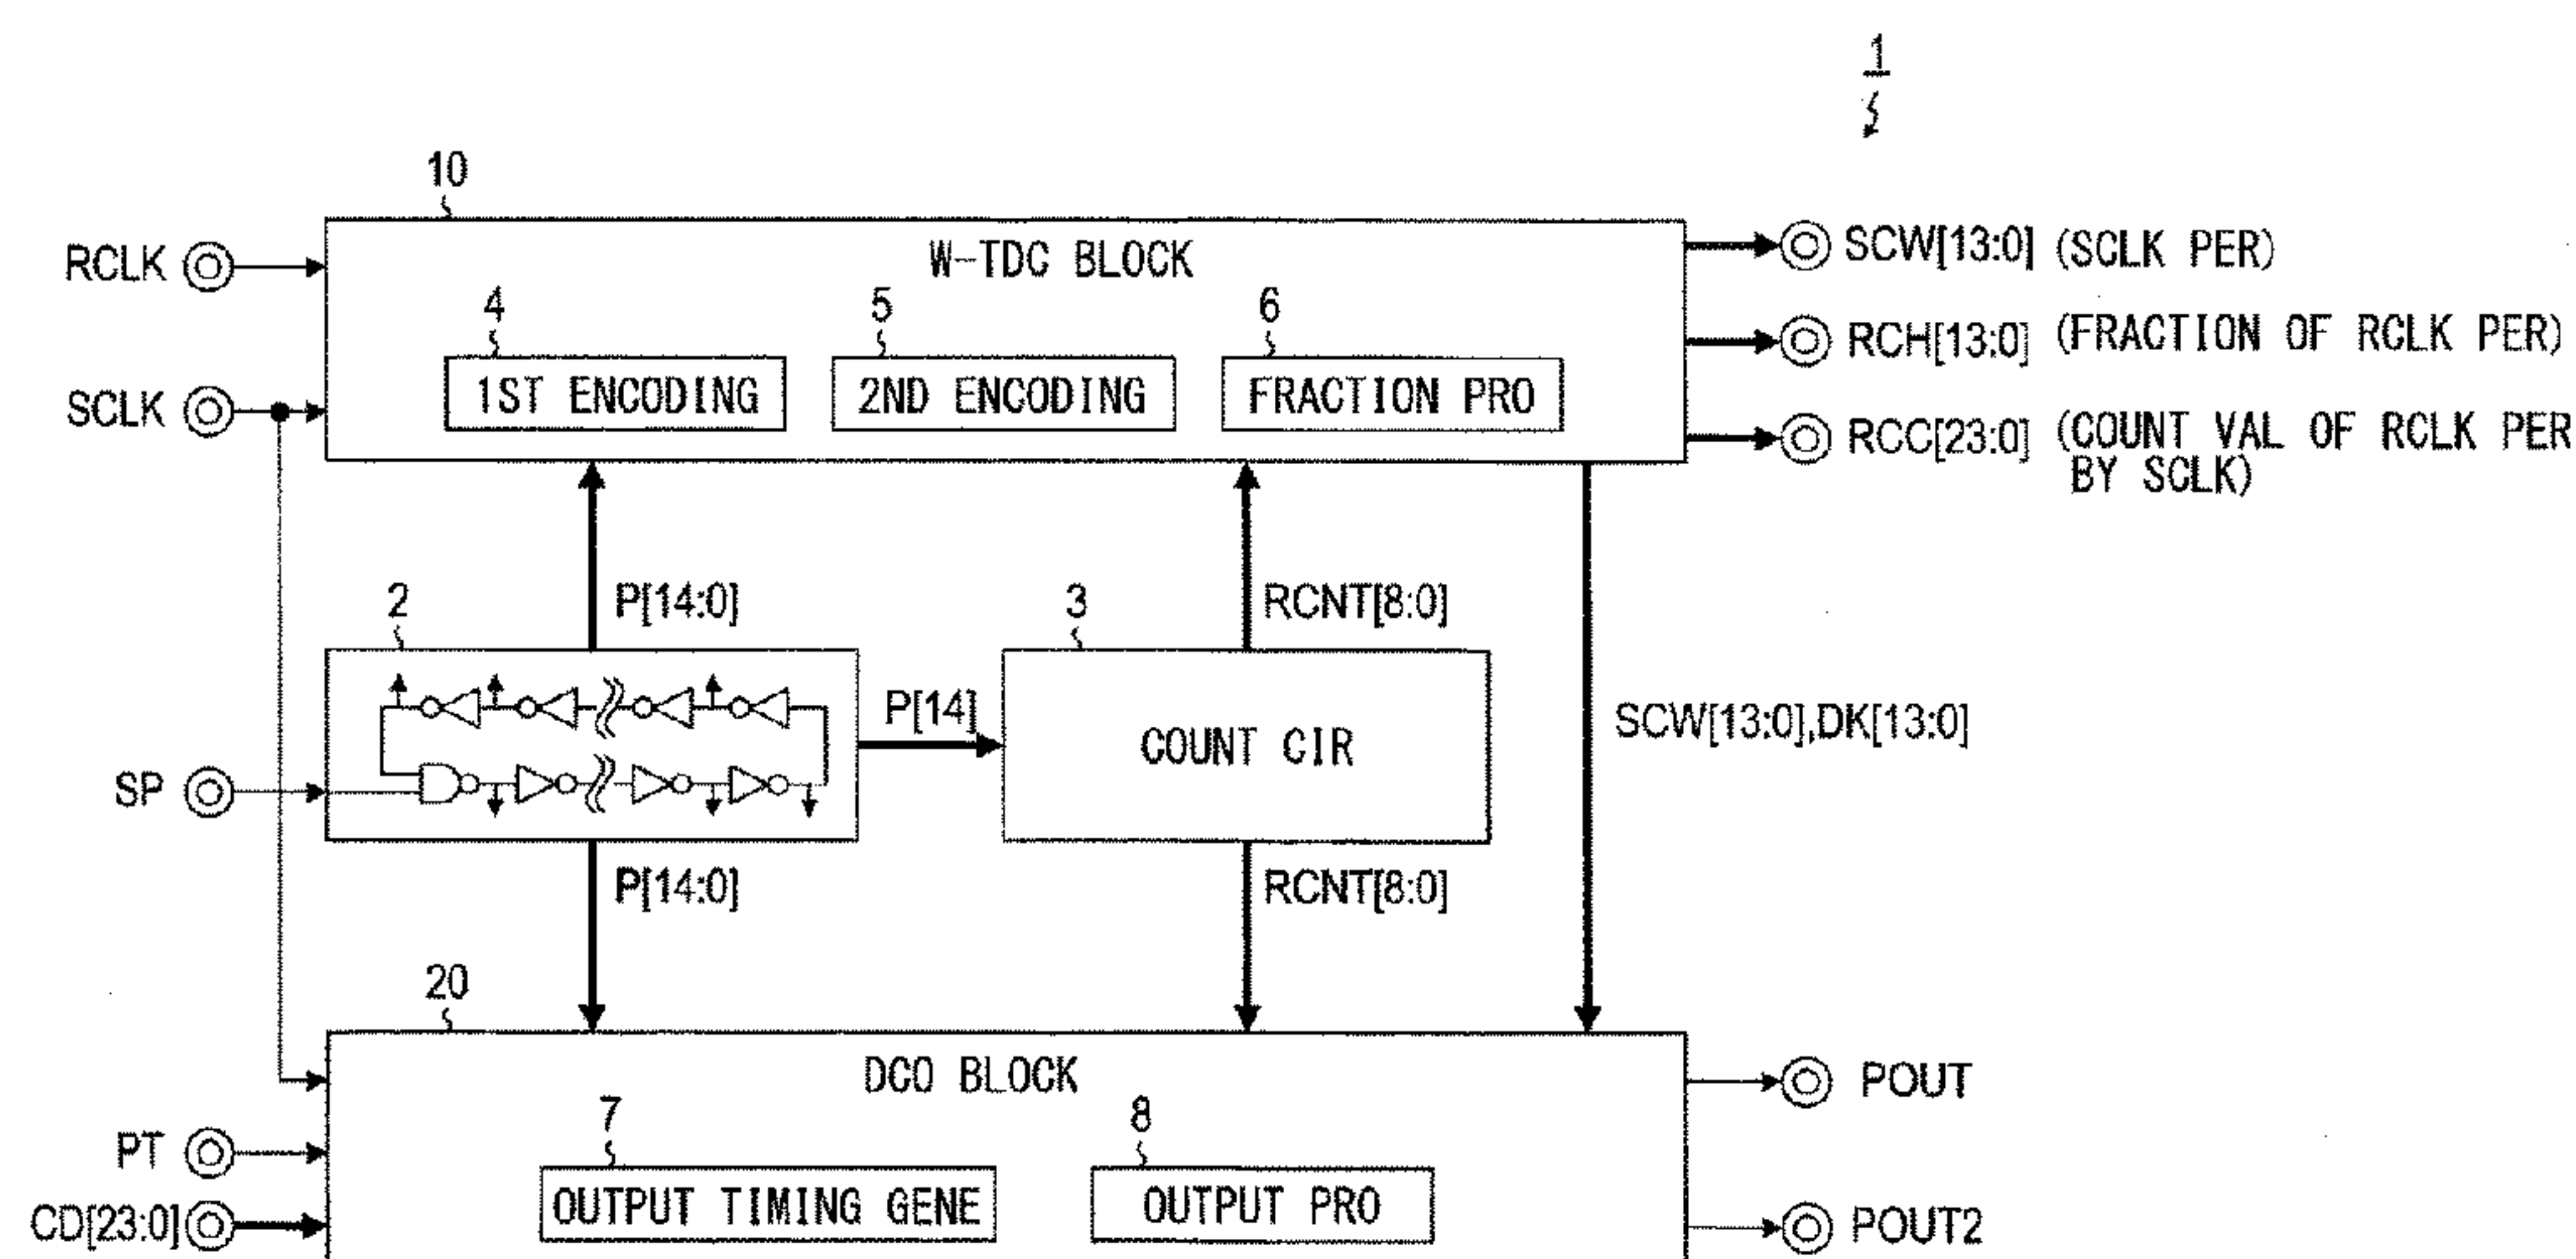 1
10
RCLK
W-TDC BLOCK
SCW[13:0] (SCLK PER)
4
5
6
RCH[13:0] (FRACTION OF RCLK PER)
SCLK
1ST ENCODING
2ND ENCODING
FRACTION PRO
RCC[23:0] (COUNT VAL OF RCLK PER
BY SCLK)
2
P[14:0]
3
RCNT[8:0]
P[14]
SCW[13:0],DK[13:0]
COUNT CIR
SP
P[14:0]
RCNT[8:0]
20
DCO BLOCK
POUT
7
8
PT
OUTPUT TIMING GENE
OUTPUT PRO
CD[23:0]
POUT2